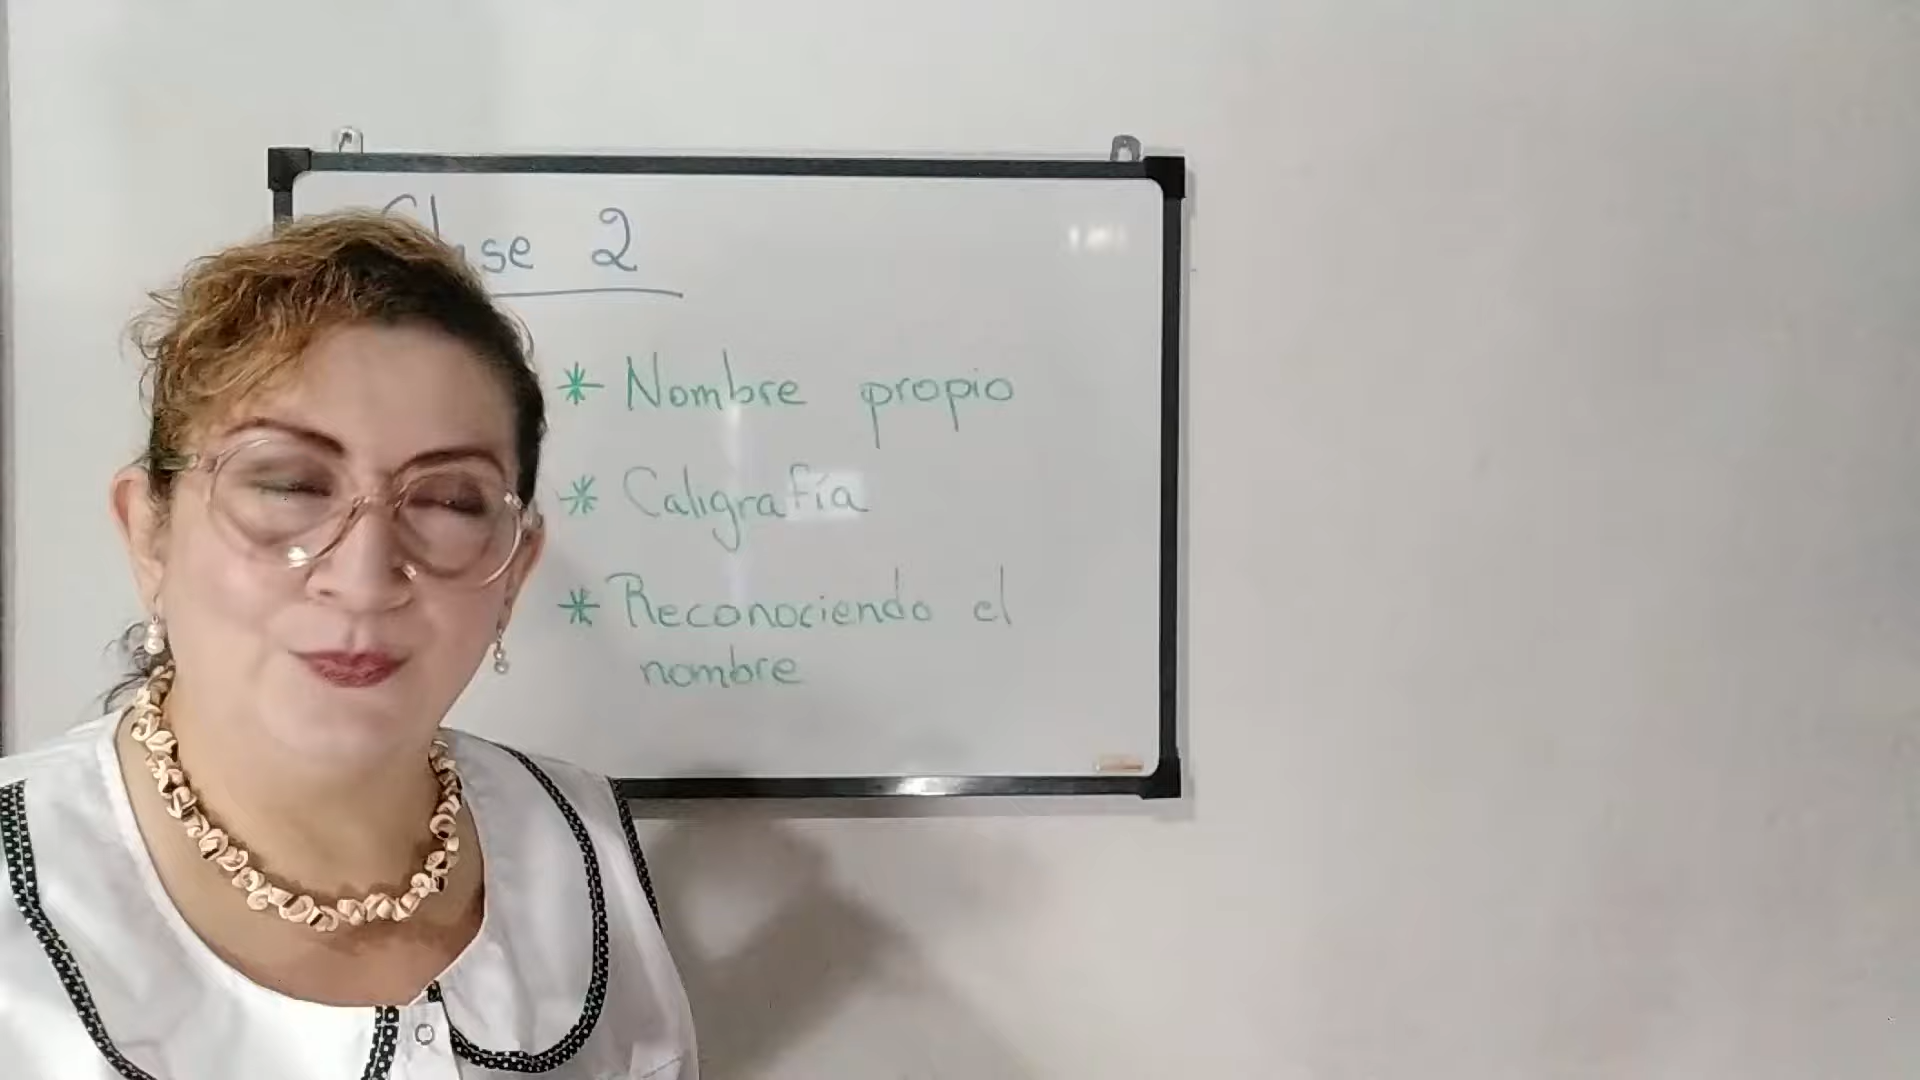 Clase 2
* Nombre propio
* Caligrafía
* Reconociendo el
nombre